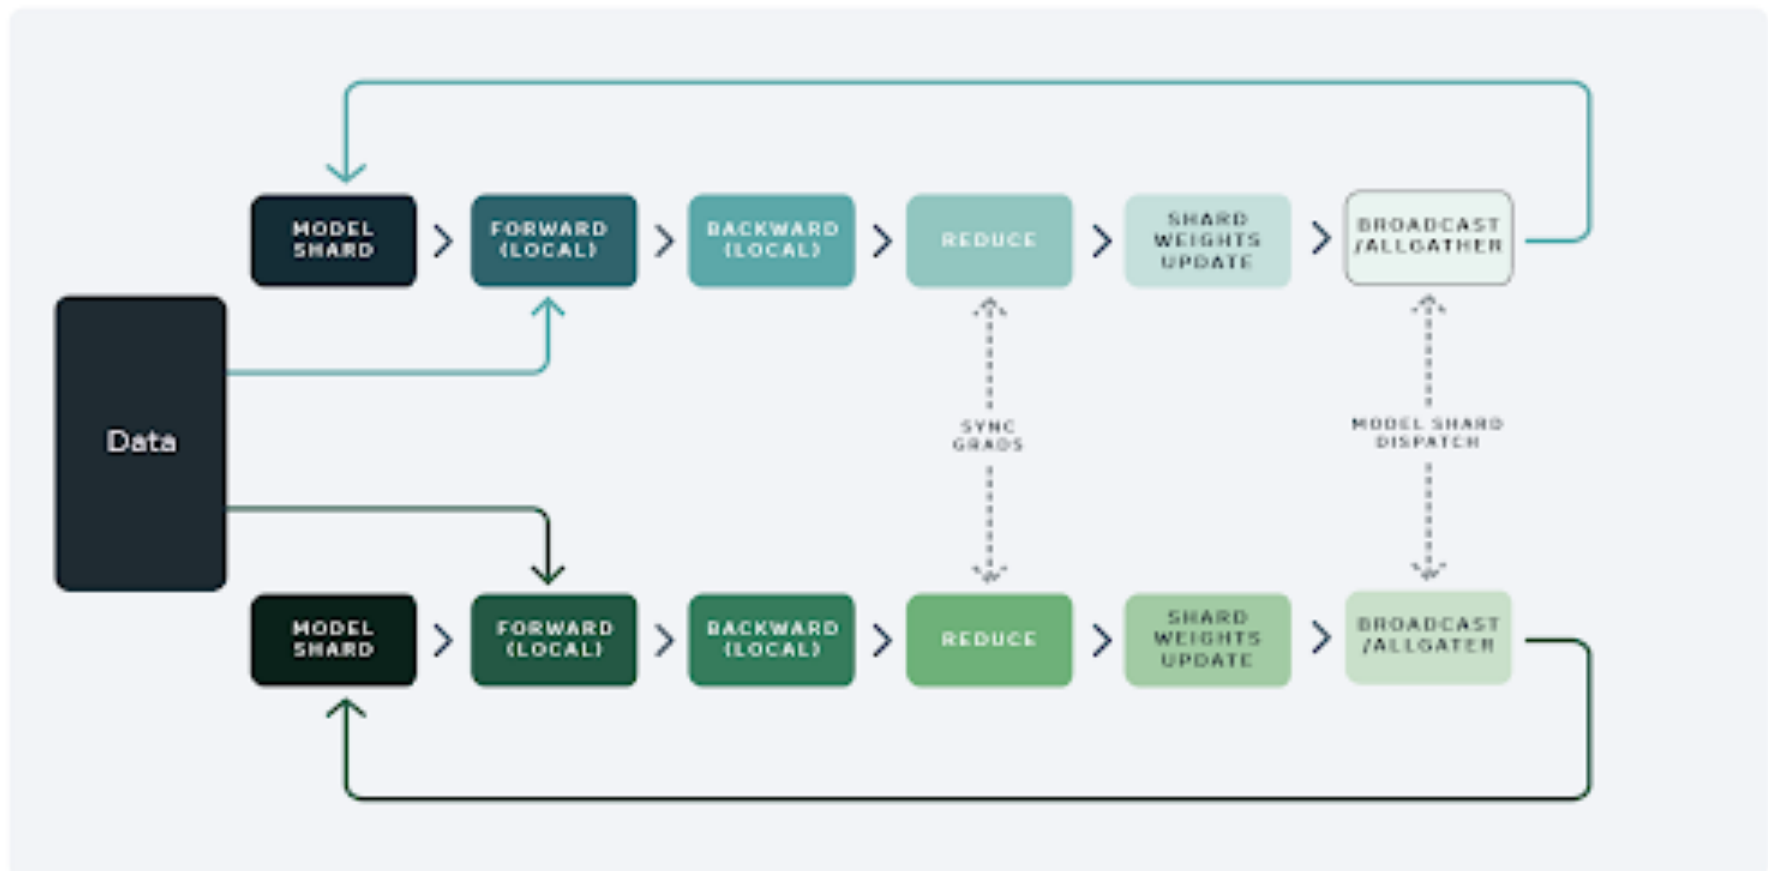 MODEL
SHARD
FORWARD
(LOCAL)
BACKWARD
(LOCAL)
REDUCE
SHARD
WEIGHTS
UPDATE
BROADCAST
/ALLGATHER
Data
SYNC
GRADS
MODEL SHARD
DISPATCH
MODEL
SHARD
FORWARD
(LOCAL)
BACKWARD
(LOCAL)
REDUCE
SHARD
WEIGHTS
UPDATE
BROADCAST
/ALLGATER